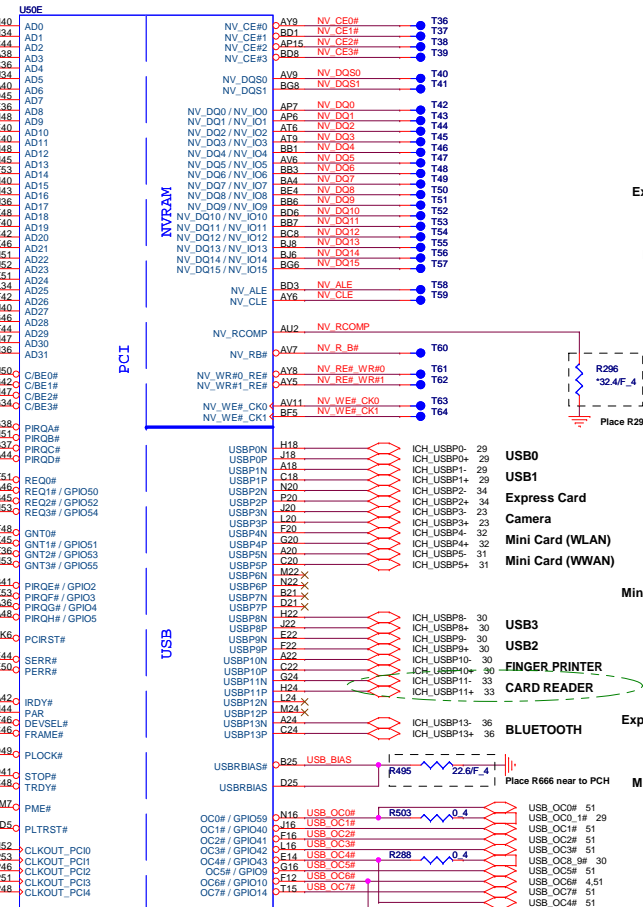 U50E
AD0
AD1
AD2
AD3
AD4
AD5
AD6
AD7
AD8
AD9
AD10
AD11
AD12
AD13
AD14
AD15
AD16
AD17
AD18
AD19
AD20
AD21
AD22
AD23
AD24
AD25
AD26
AD27
AD28
AD29
AD30
AD31
C/BE0#
C/BE1#
C/BE2#
C/BE3#
PIRQA#
PIRQB#
PIRQC#
PIRQD#
REQ0#
REQ1# / GPIO50
REQ2# / GPIO52
REQ3# / GPIO54
GNT0#
GNT1# / GPIO51
GNT2# / GPIO53
GNT3# / GPIO55
PIRQE# / GPIO2
PIRQF# / GPIO3
PIRQG# / GPIO4
PIRQH# / GPIO5
PCIRST#
SERR#
PERR#
IRDY#
PAR
DEVSEL#
FRAME#
PLOCK#
STOP#
TRDY#
PME#
PLTRST#
CLKOUT_PCI0
CLKOUT_PCI1
CLKOUT_PCI2
CLKOUT_PCI3
CLKOUT_PCI4
PCI
NVRAM
USB
NV_CE#0 AY9 NV_CE0# T36
NV_CE#1 BD1 NV_CE1# T37
NV_CE#2 AP15 NV_CE2# T38
NV_CE#3 BD8 NV_CE3# T39
NV_DQS0 AV9 NV_DQS0 T40
NV_DQS1 BG8 NV_DQS1 T41
NV_DQ0 / NV_IO0 AP7 NV_DQ0 T42
NV_DQ1 / NV_IO1 AP6 NV_DQ1 T43
NV_DQ2 / NV_IO2 AT6 NV_DQ2 T44
NV_DQ3 / NV_IO3 AT9 NV_DQ3 T45
NV_DQ4 / NV_IO4 BB1 NV_DQ4 T46
NV_DQ5 / NV_IO5 AV6 NV_DQ5 T47
NV_DQ6 / NV_IO6 BB3 NV_DQ6 T48
NV_DQ7 / NV_IO7 BA4 NV_DQ7 T49
NV_DQ8 / NV_IO8 BE4 NV_DQ8 T50
NV_DQ9 / NV_IO9 BB6 NV_DQ9 T51
NV_DQ10 / NV_IO10 BD6 NV_DQ10 T52
NV_DQ11 / NV_IO11 BB7 NV_DQ11 T53
NV_DQ12 / NV_IO12 BC8 NV_DQ12 T54
NV_DQ13 / NV_IO13 BJ8 NV_DQ13 T55
NV_DQ14 / NV_IO14 BJ6 NV_DQ14 T56
NV_DQ15 / NV_IO15 BG6 NV_DQ15 T57
NV_ALE BD3 NV_ALE T58
NV_CLE AY6 NV_CLE T59
NV_RCOMP AU2 NV_RCOMP
NV_RB# AV7 NV_R_B# T60
NV_WR#0_RE# AY8 NV_RE#_WR#0 T61
NV_WR#1_RE# AY5 NV_RE#_WR#1 T62
NV_WE#_CK0 AV11 NV_WE#_CK0 T63
NV_WE#_CK1 BF5 NV_WE#_CK1 T64
R296
*32.4/F_4
Place R29
USBP0N H18 ICH_USBP0- 29
USBP0P J18 ICH_USBP0+ 29 USB0
USBP1N A18 ICH_USBP1- 29
USBP1P C18 ICH_USBP1+ 29 USB1
USBP2N N20 ICH_USBP2- 34
USBP2P P20 ICH_USBP2+ 34 Express Card
USBP3N J20 ICH_USBP3- 23
USBP3P L20 ICH_USBP3+ 23 Camera
USBP4N F20 ICH_USBP4- 32
USBP4P G20 ICH_USBP4+ 32 Mini Card (WLAN)
USBP5N A20 ICH_USBP5- 31
USBP5P C20 ICH_USBP5+ 31 Mini Card (WWAN)
USBP6N M22
USBP6P N22
USBP7N B21
USBP7P D21
USBP8N H22 ICH_USBP8- 30
USBP8P J22 ICH_USBP8+ 30 USB3
USBP9N E22 ICH_USBP9- 30
USBP9P F22 ICH_USBP9+ 30 USB2
USBP10N A22 ICH_USBP10- 30
USBP10P C22 ICH_USBP10+ 30 FINGER PRINTER
USBP11N G24 ICH_USBP11- 33
USBP11P H24 ICH_USBP11+ 33 CARD READER
USBP12N L24
USBP12P M24
USBP13N A24 ICH_USBP13- 36
USBP13P C24 ICH_USBP13+ 36 BLUETOOTH
USBRBIAS# B25 USB_BIAS
USBRBIAS D25
R495 22.6/F_4
Place R666 near to PCH
OC0# / GPIO59 N16 USB_OC0# R503 0_4 USB_OC0# 51
USB_OC0_1# 29
OC1# / GPIO40 J16 USB_OC1# USB_OC1# 51
OC2# / GPIO41 F16 USB_OC2# USB_OC2# 51
OC3# / GPIO42 L16 USB_OC3# USB_OC3# 51
OC4# / GPIO43 E14 USB_OC4# R288 0_4 USB_OC8_9# 30
OC5# / GPIO9 G16 USB_OC5# USB_OC5# 51
OC6# / GPIO10 F12 USB_OC6# USB_OC6# 4,51
OC7# / GPIO14 T15 USB_OC7# USB_OC7# 51
USB_OC4# 51